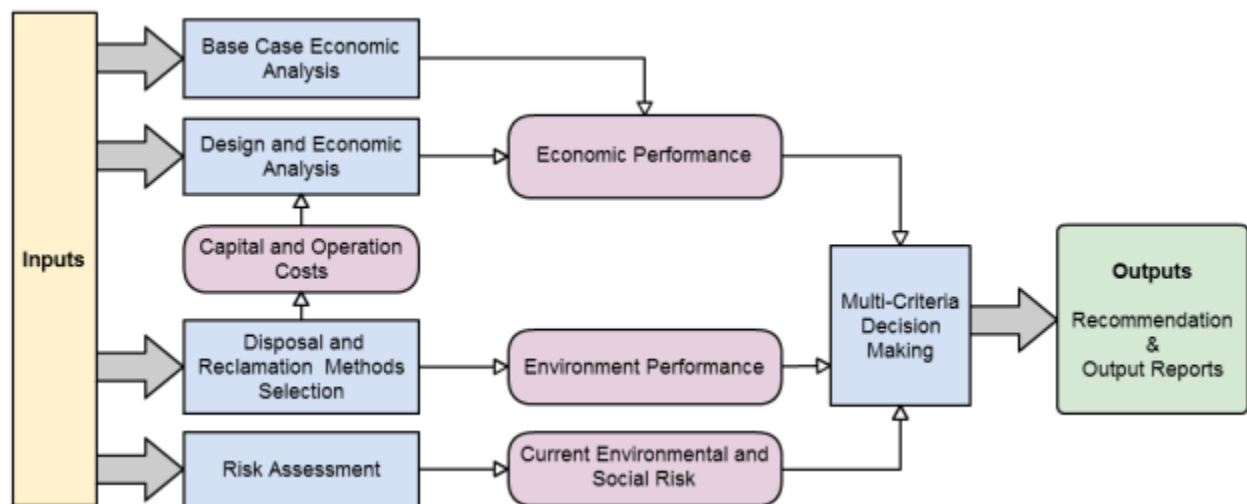 Inputs
Base Case Economic
Analysis
Design and Economic
Analysis
Capital and Operation
Costs
Disposal and
Reclamation Methods
Selection
Risk Assessment
Economic Performance
Environment Performance
Current Environmental and
Social Risk
Multi-Criteria
Decision
Making
Outputs
Recommendation
&
Output Reports